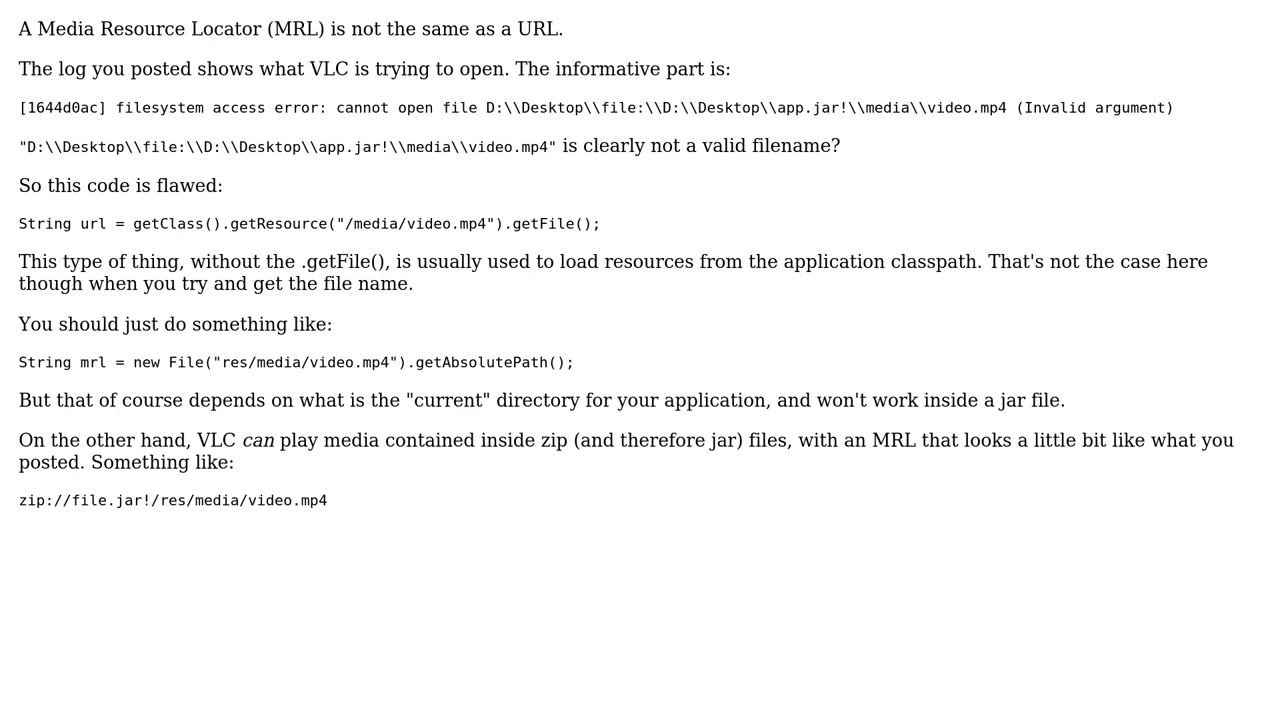 A Media Resource Locator (MRL) is not the same as a URL.
The log you posted shows what VLC is trying to open. The informative part is:
[1644d0ac] filesystem access error: cannot open file D:\\Desktop\\file:\\D:\\Desktop\\app.jar!\\media\\video.mp4 (Invalid argument)
"D:\\Desktop\\file:\\D:\\Desktop\\app.jar!\\media\\video.mp4" is clearly not a valid filename?
So this code is flawed:
String url = getClass().getResource("/media/video.mp4").getFile();
This type of thing, without the .getFile(), is usually used to load resources from the application classpath. That's not the case here
though when you try and get the file name.
You should just do something like:
String mrl = new File("res/media/video.mp4").getAbsolutePath();
But that of course depends on what is the "current" directory for your application, and won't work inside a jar file.
On the other hand, VLC can play media contained inside zip (and therefore jar) files, with an MRL that looks a little bit like what you
posted. Something like:
zip://file.jar!/res/media/video.mp4